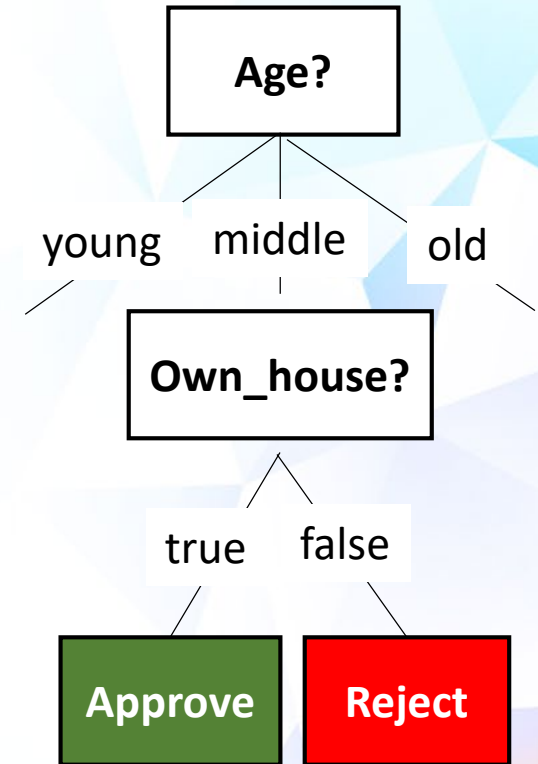 Age?
young
middle
old
Own_house?
true
false
Approve
Reject